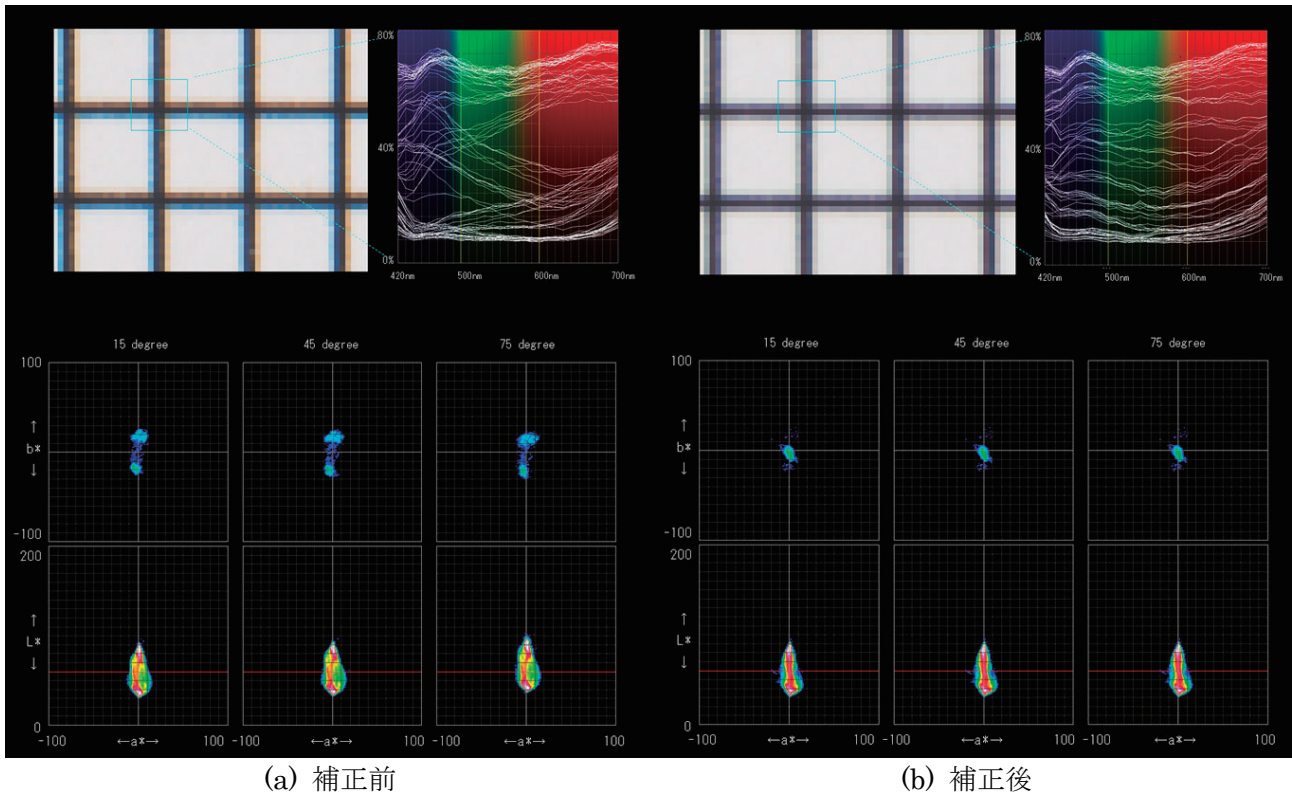 80%
40%
0%
420nm
500nm
600nm
700nm
15 degree
45 degree
75 degree
100
↑
b*
↓
-100
200
↑
L*
↓
0
-100 ←a*→ 100 -100 ←a*→ 100 -100 ←a*→ 100
(a) 補正前
80%
40%
0%
420nm
500nm
600nm
700nm
15 degree
45 degree
75 degree
100
↑
b*
↓
-100
200
↑
L*
↓
0
-100 ←a*→ 100 -100 ←a*→ 100 -100 ←a*→ 100
(b) 補正後